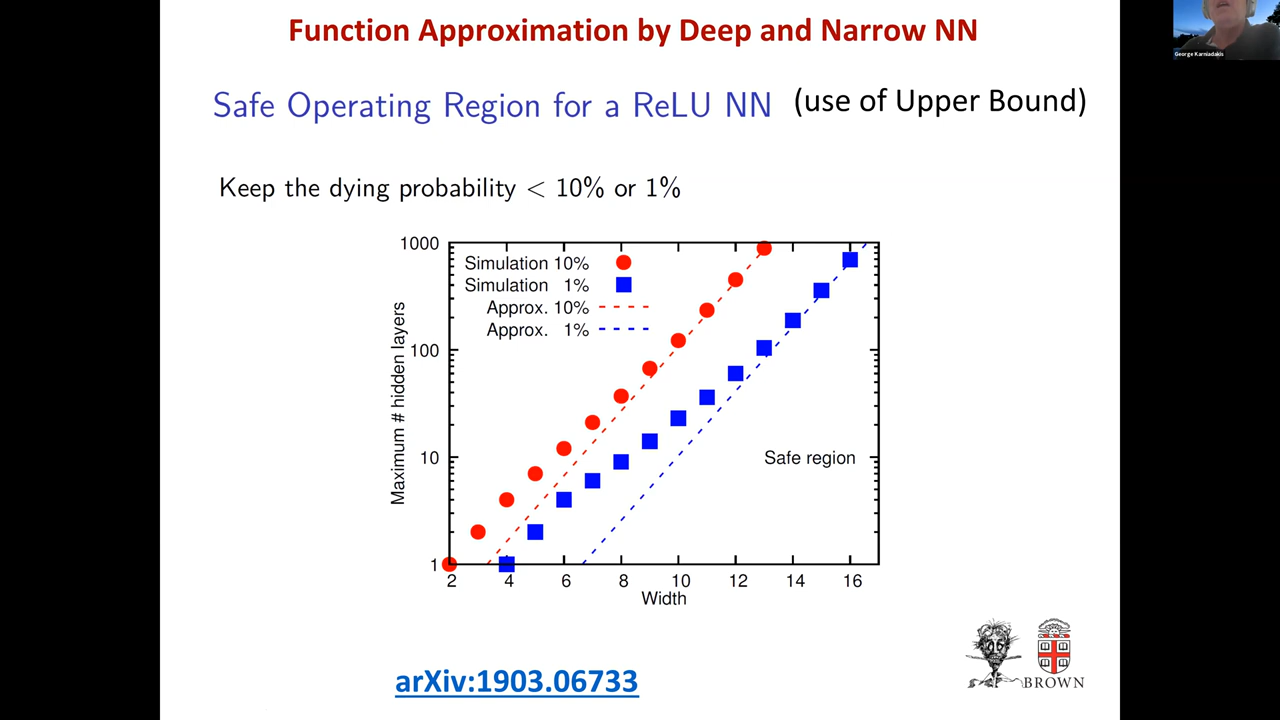 Function Approximation by Deep and Narrow NN
George Karniadakis
Safe Operating Region for a ReLU NN (use of Upper Bound)
Keep the dying probability < 10% or 1%
1000
100
10
1
Maximum # hidden layers
Simulation 10%
Simulation 1%
Approx. 10%
Approx. 1%
Safe region
2 4 6 8 10 12 14 16
Width
arXiv:1903.06733
BROWN